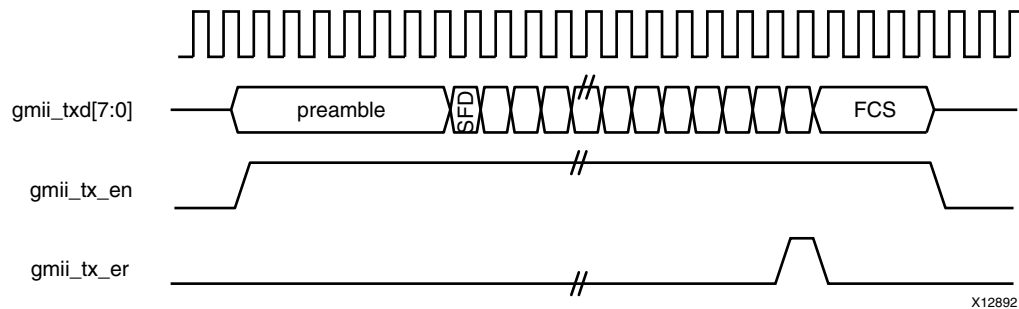 gmii_txd[7:0]
preamble
SFD
FCS
gmii_tx_en
gmii_tx_er
X12892